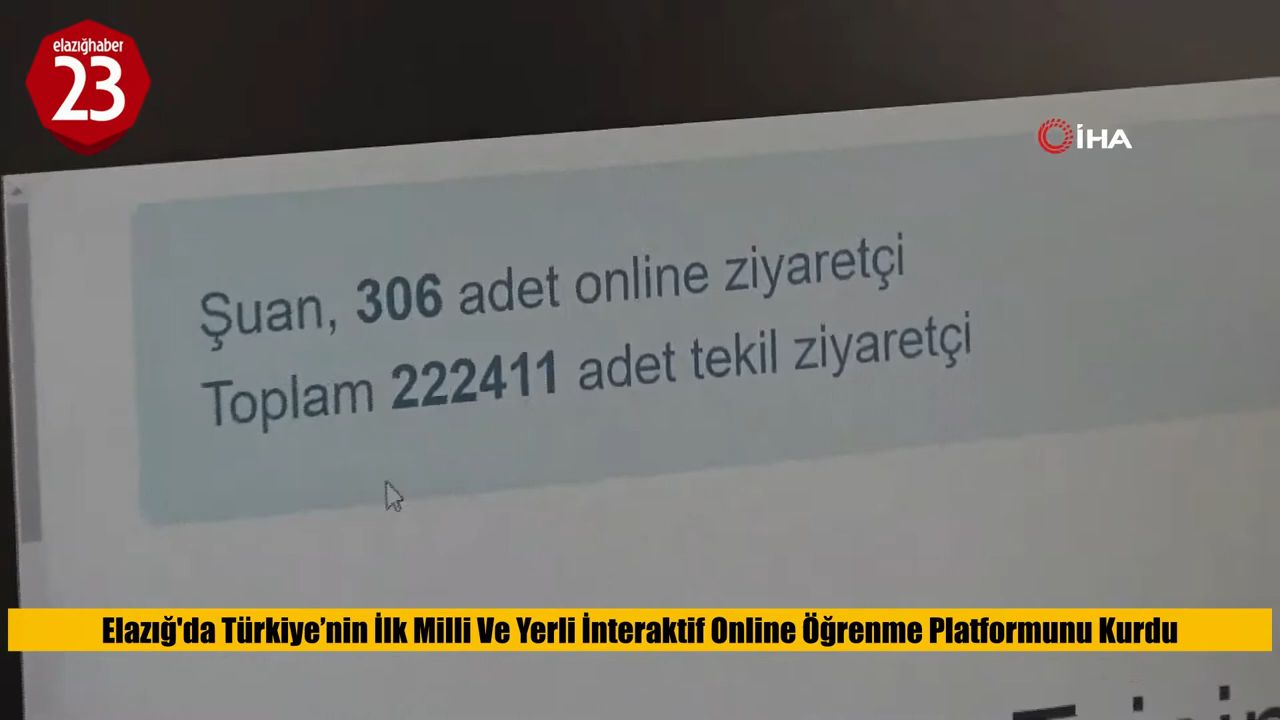 elazığhaber
23
İHA
Şuan, 306 adet online ziyaretçi
Toplam 222411 adet tekil ziyaretçi
Elazığ'da Türkiye’nin İlk Milli Ve Yerli İnteraktif Online Öğrenme Platformunu Kurdu